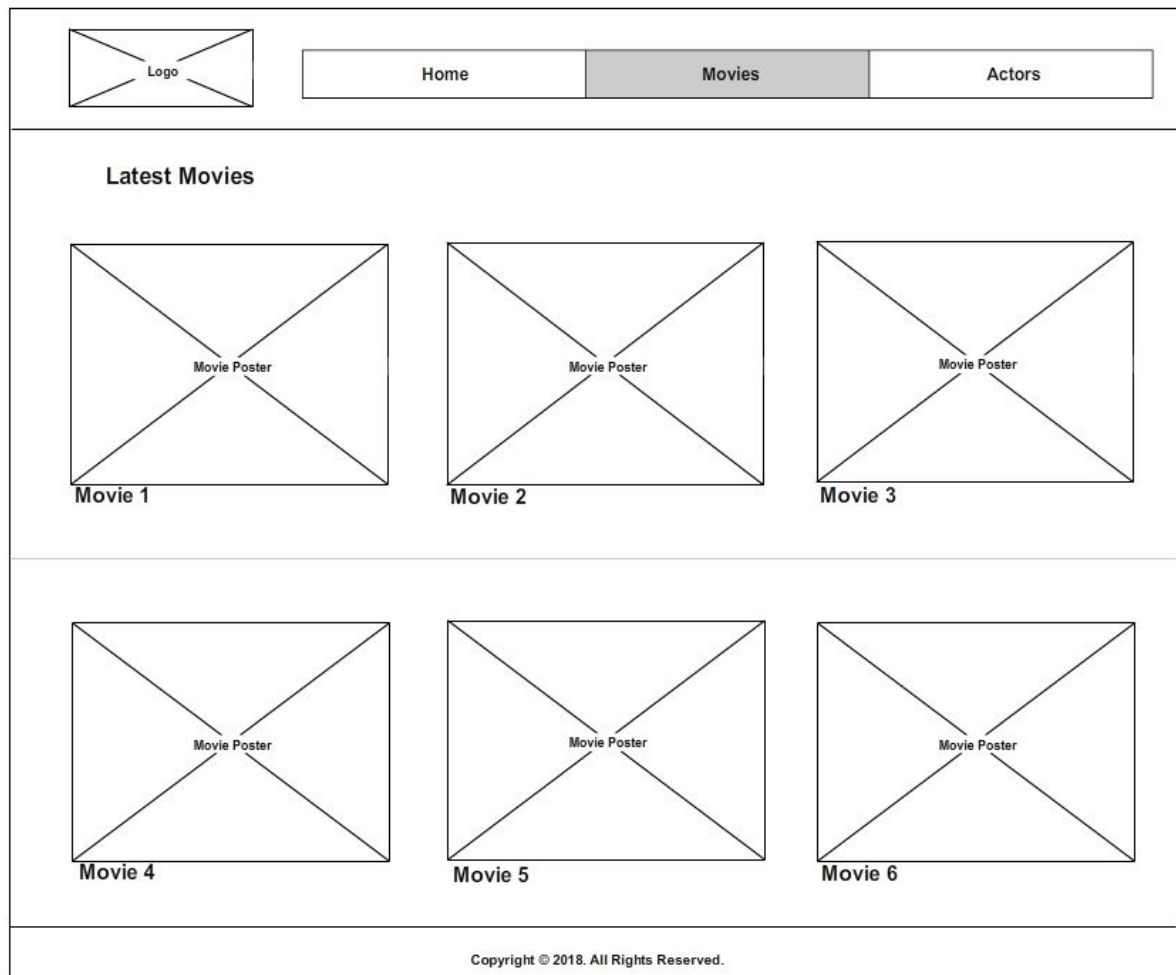 Logo
Home Movies Actors
Latest Movies
Movie Poster Movie Poster Movie Poster
Movie 1 Movie 2 Movie 3
Movie Poster Movie Poster Movie Poster
Movie 4 Movie 5 Movie 6
Copyright © 2018. All Rights Reserved.